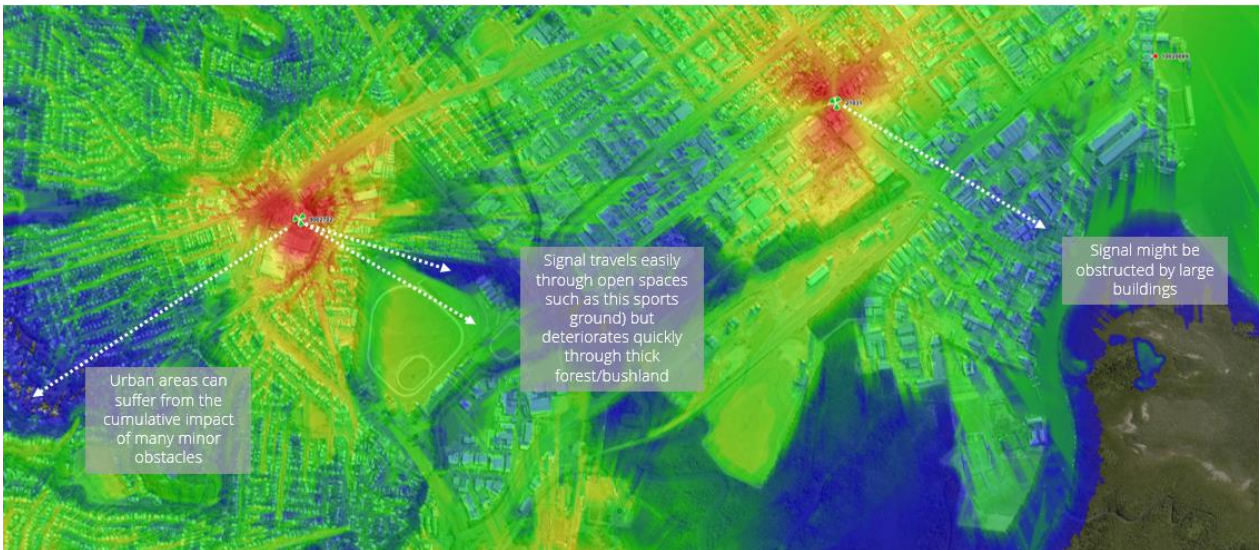 Signal travels easily
through open spaces
such as this sports
ground) but
deteriorates quickly
through thick
forest/bushland
Signal might be
obstructed by large
buildings
Urban areas can
suffer from the
cumulative impact
of many minor
obstacles